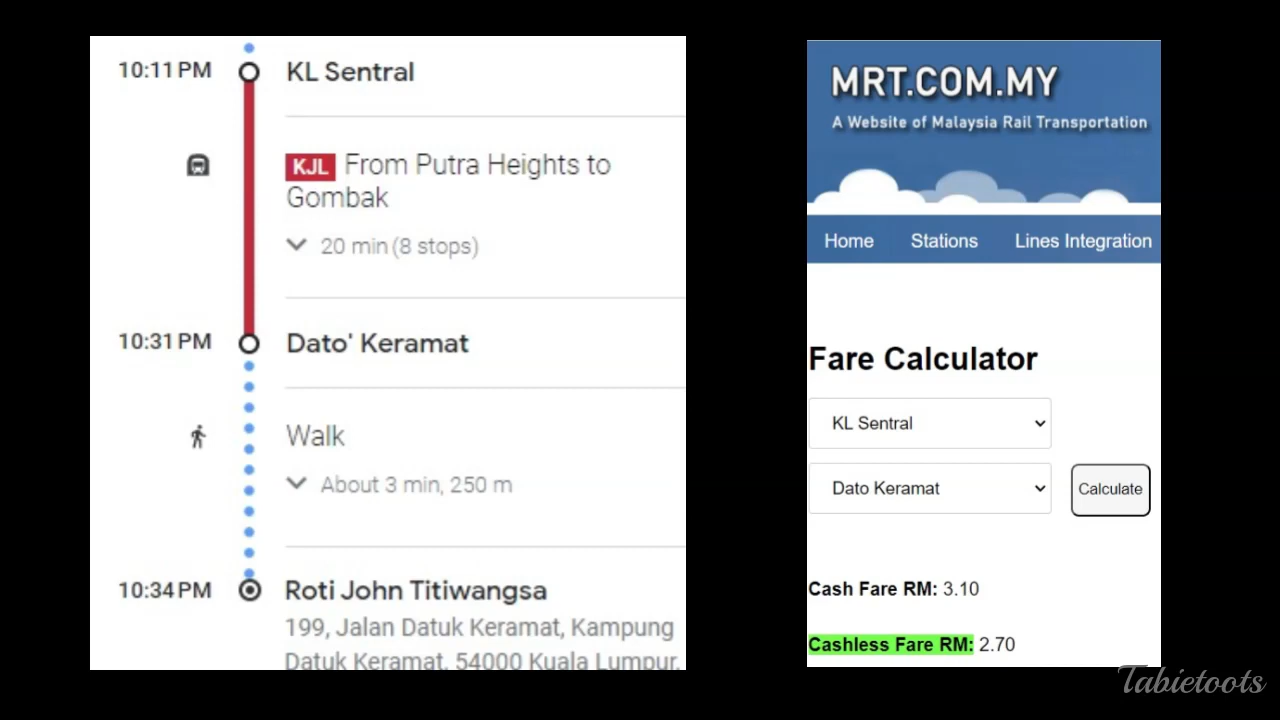 10:11 PM
KL Sentral
KJL From Putra Heights to
Gombak
20 min (8 stops)
10:31 PM
Dato' Keramat
Walk
About 3 min, 250 m
10:34 PM
Roti John Titiwangsa
199, Jalan Datuk Keramat, Kampung
Datuk Keramat, 54000 Kuala Lumpur,
MRT.COM.MY
A Website of Malaysia Rail Transportation
Home Stations Lines Integration
Fare Calculator
KL Sentral
Dato Keramat
Calculate
Cash Fare RM: 3.10
Cashless Fare RM: 2.70
Tabietoots